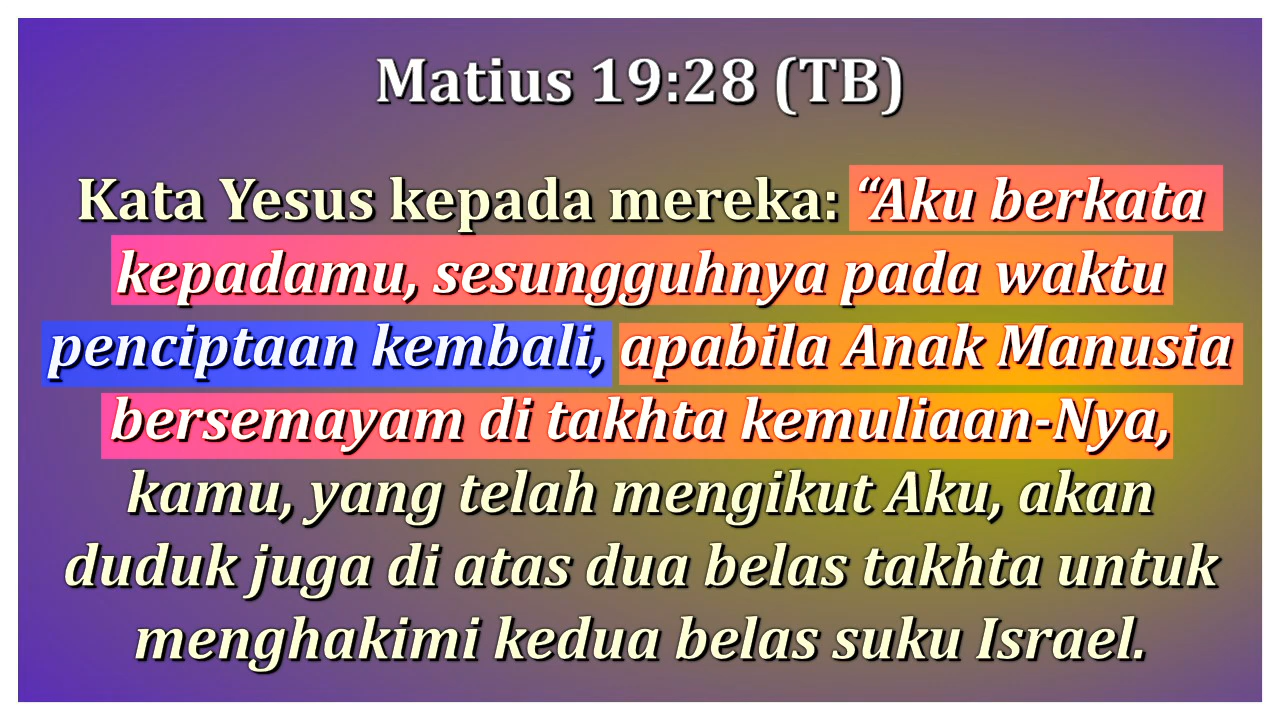 Matius 19:28 (TB)
Kata Yesus kepada mereka: “Aku berkata
kepadamu, sesungguhnya pada waktu
penciptaan kembali, apabila Anak Manusia
bersemayam di takhta kemuliaan-Nya,
kamu, yang telah mengikut Aku, akan
duduk juga di atas dua belas takhta untuk
menghakimi kedua belas suku Israel.